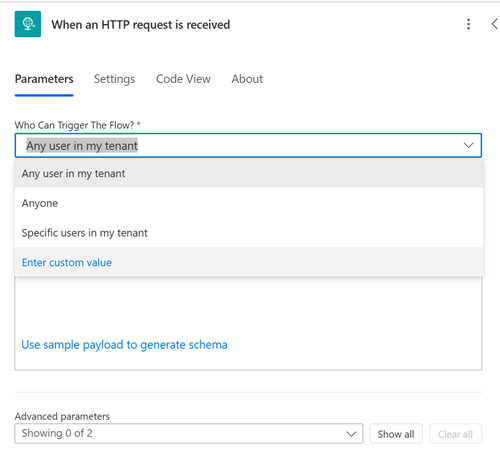 When an HTTP request is received
Parameters Settings Code View About
Who Can Trigger The Flow? *
Any user in my tenant
Any user in my tenant
Anyone
Specific users in my tenant
Enter custom value
Use sample payload to generate schema
Advanced parameters
Showing 0 of 2 Show all Clear all